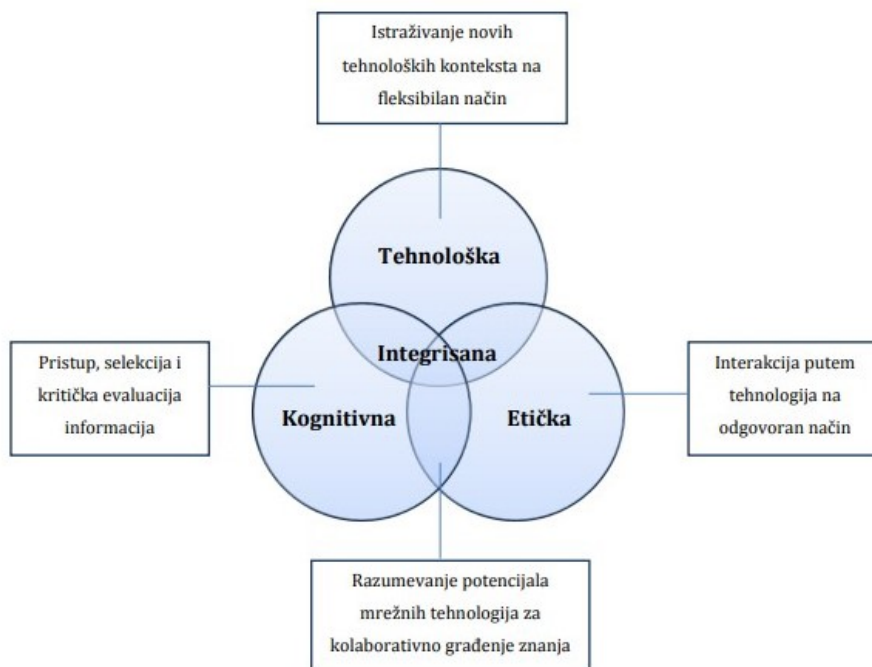 Istraživanje novih
tehnoloških konteksta na
fleksibilan način
Tehnološka
Integrisana
Pristup, selekcija i
kritička evaluacija
informacija
Kognitivna
Etička
Interakcija putem
tehnologija na
odgovoran način
Razumevanje potencijala
mrežnih tehnologija za
kolaborativno građenje znanja